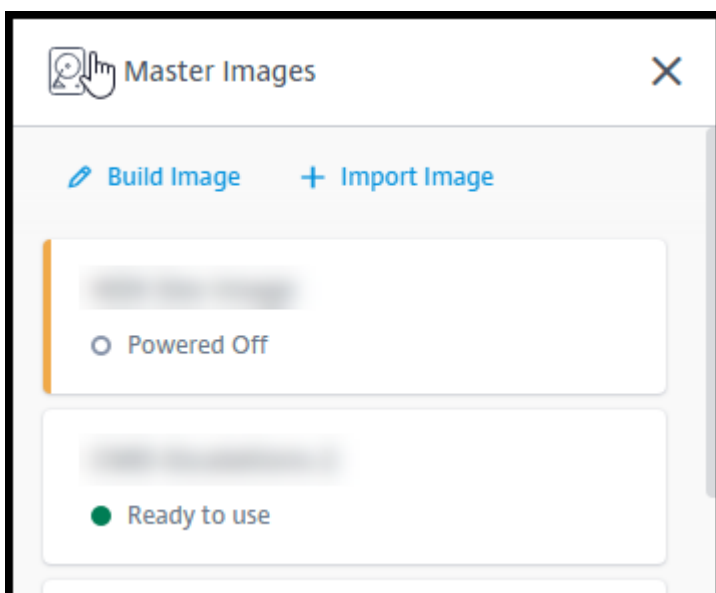 Master Images
Build Image
Import Image
Powered Off
Ready to use